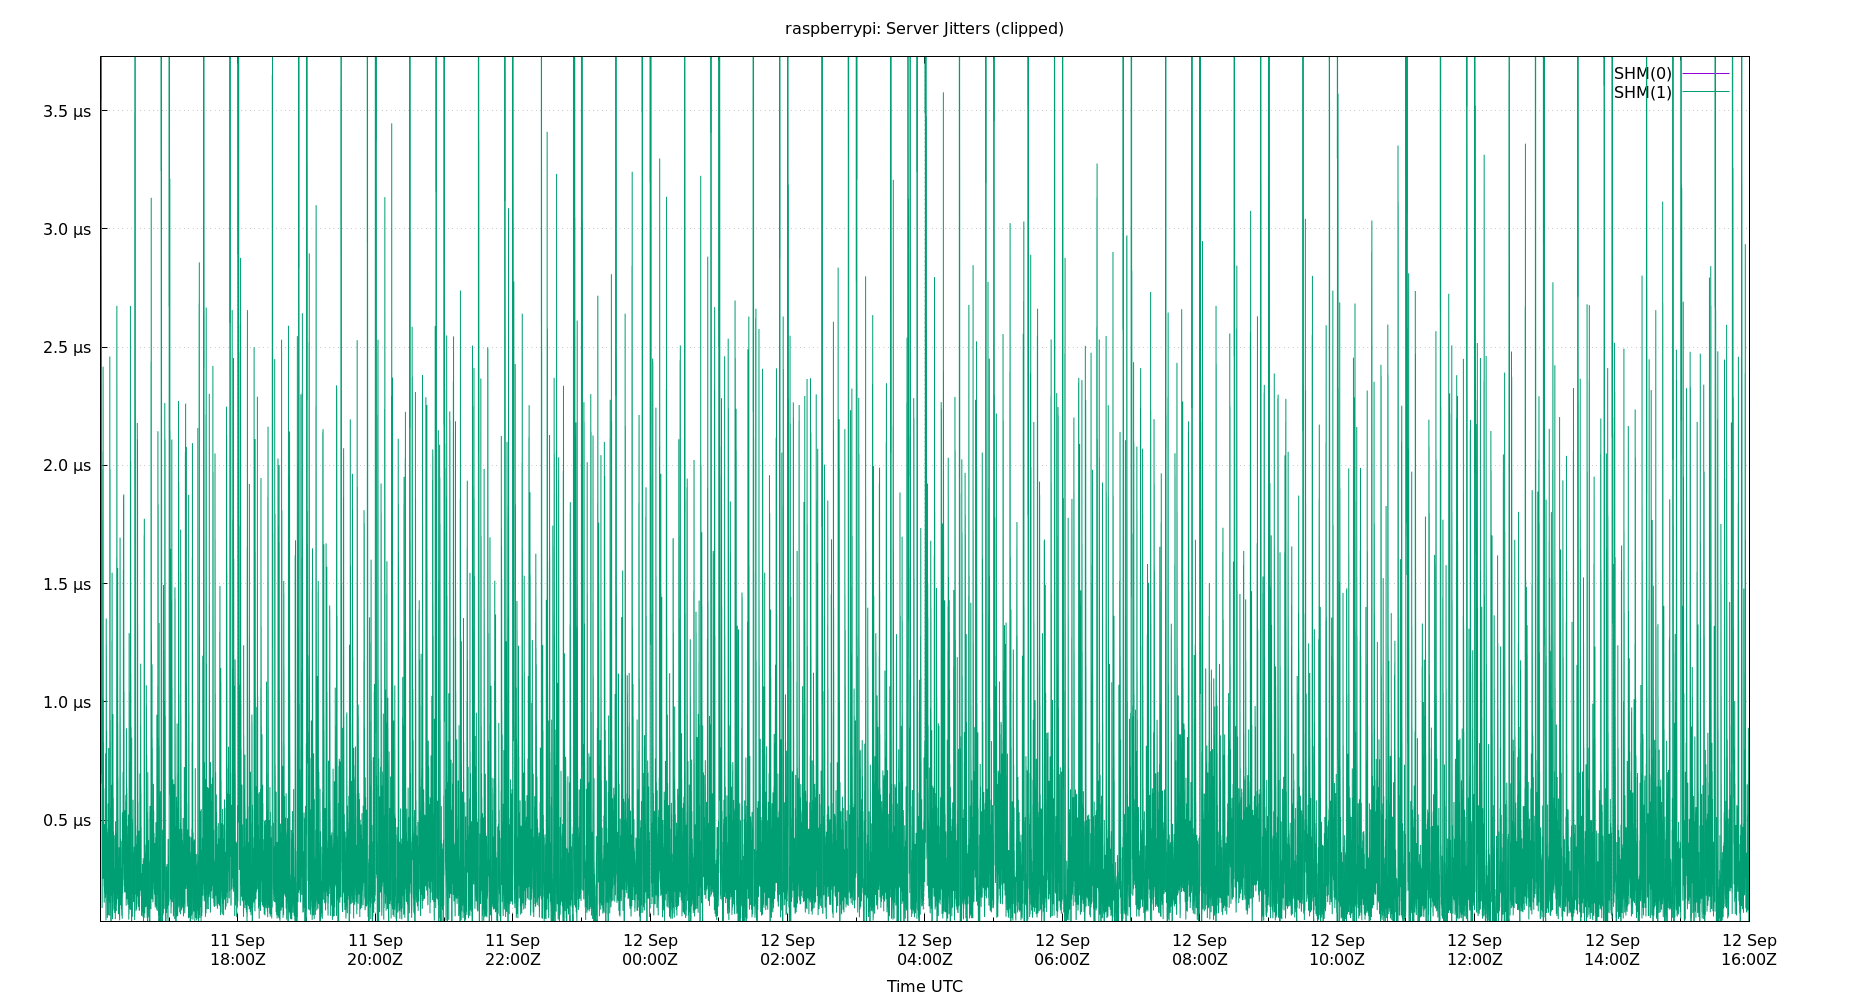 raspberrypi: Server Jitters (clipped)
SHM(0)
SHM(1)
3.5 µs
3.0 µs
2.5 µs
2.0 µs
1.5 µs
1.0 µs
0.5 µs
11 Sep 11 Sep 11 Sep 12 Sep 12 Sep 12 Sep 12 Sep 12 Sep 12 Sep 12 Sep 12 Sep 12 Sep
18:00Z 20:00Z 22:00Z 00:00Z 02:00Z 04:00Z 06:00Z 08:00Z 10:00Z 12:00Z 14:00Z 16:00Z
Time UTC